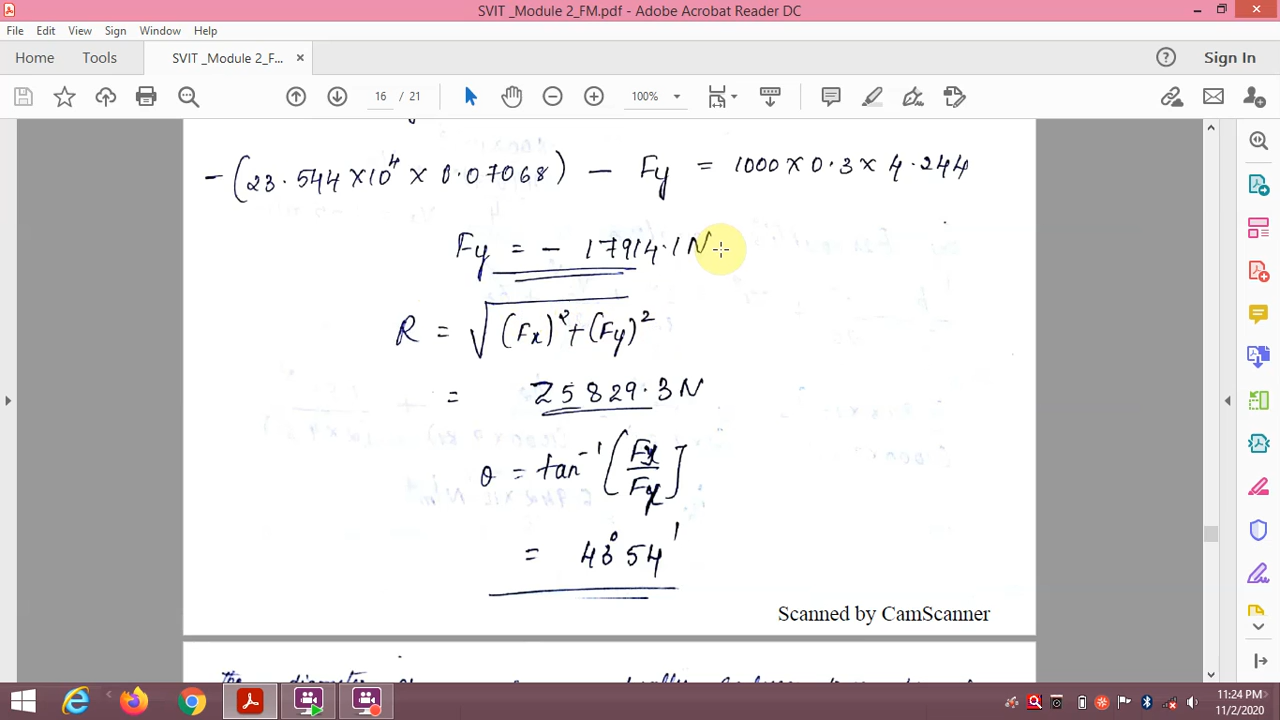 SVIT _Module 2_FM.pdf - Adobe Acrobat Reader DC
File Edit View Sign Window Help
Home Tools SVIT _Module 2_F... × Sign In
16 / 21 100%
-(23.544 × 10⁴ × 0.07068) - Fy = 1000 × 0.3 × 4.244
Fy = - 17914.1 N
R = √(Fx)² + (Fy)²
= 25829.3 N
θ = tan⁻¹ (Fy/Fx)
= 43° 54'
Scanned by CamScanner
11:24 PM
11/2/2020